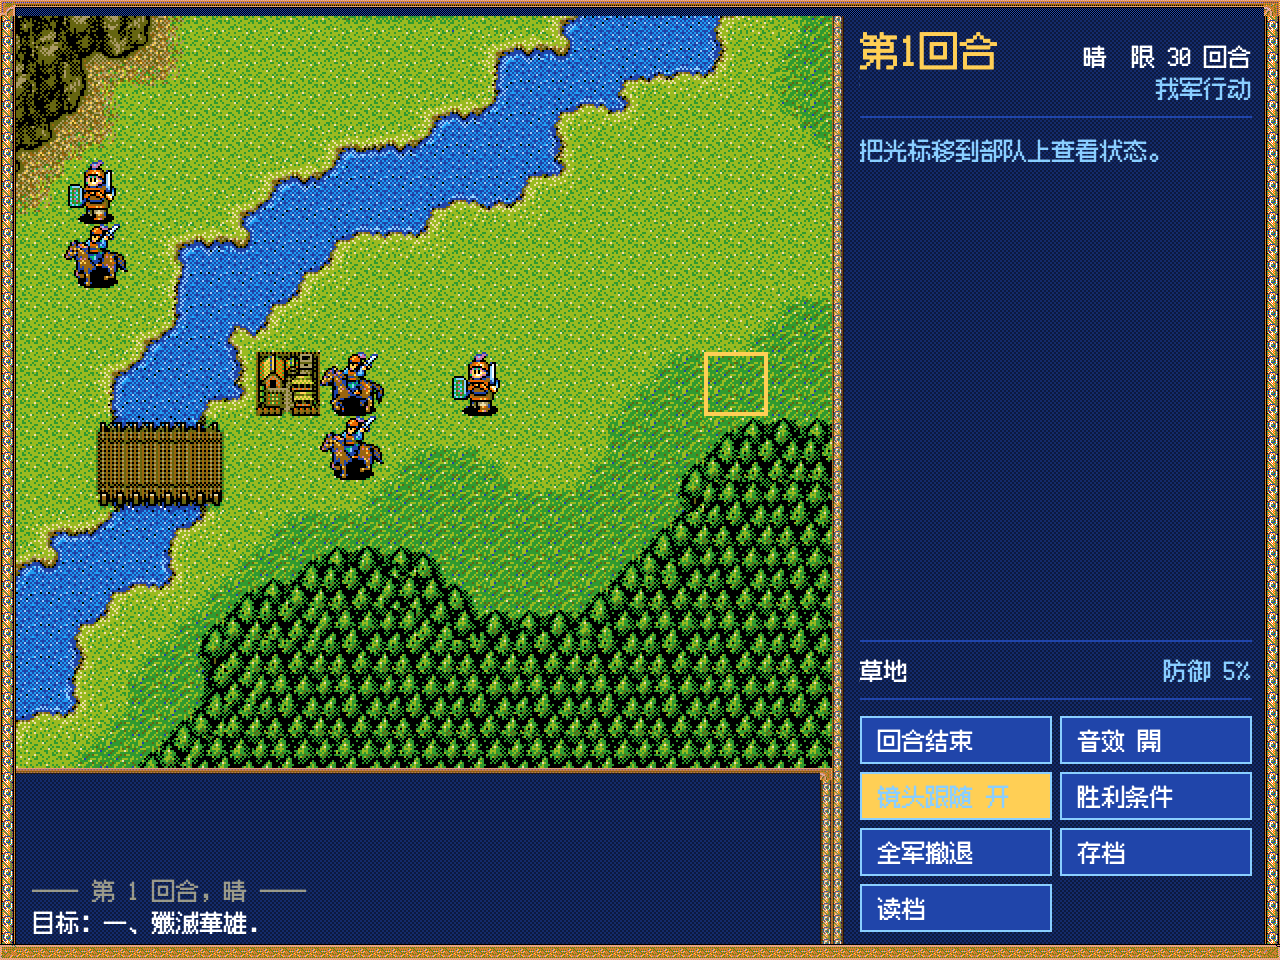 第1回合
晴 限 30 回合
我军行动
把光标移到部队上查看状态。
草地 防御 5%
回合结束 音效 開
镜头跟随 开 胜利条件
全军撤退 存档
读档
—— 第 1 回合，晴 ——
目标：一、殲滅華雄．